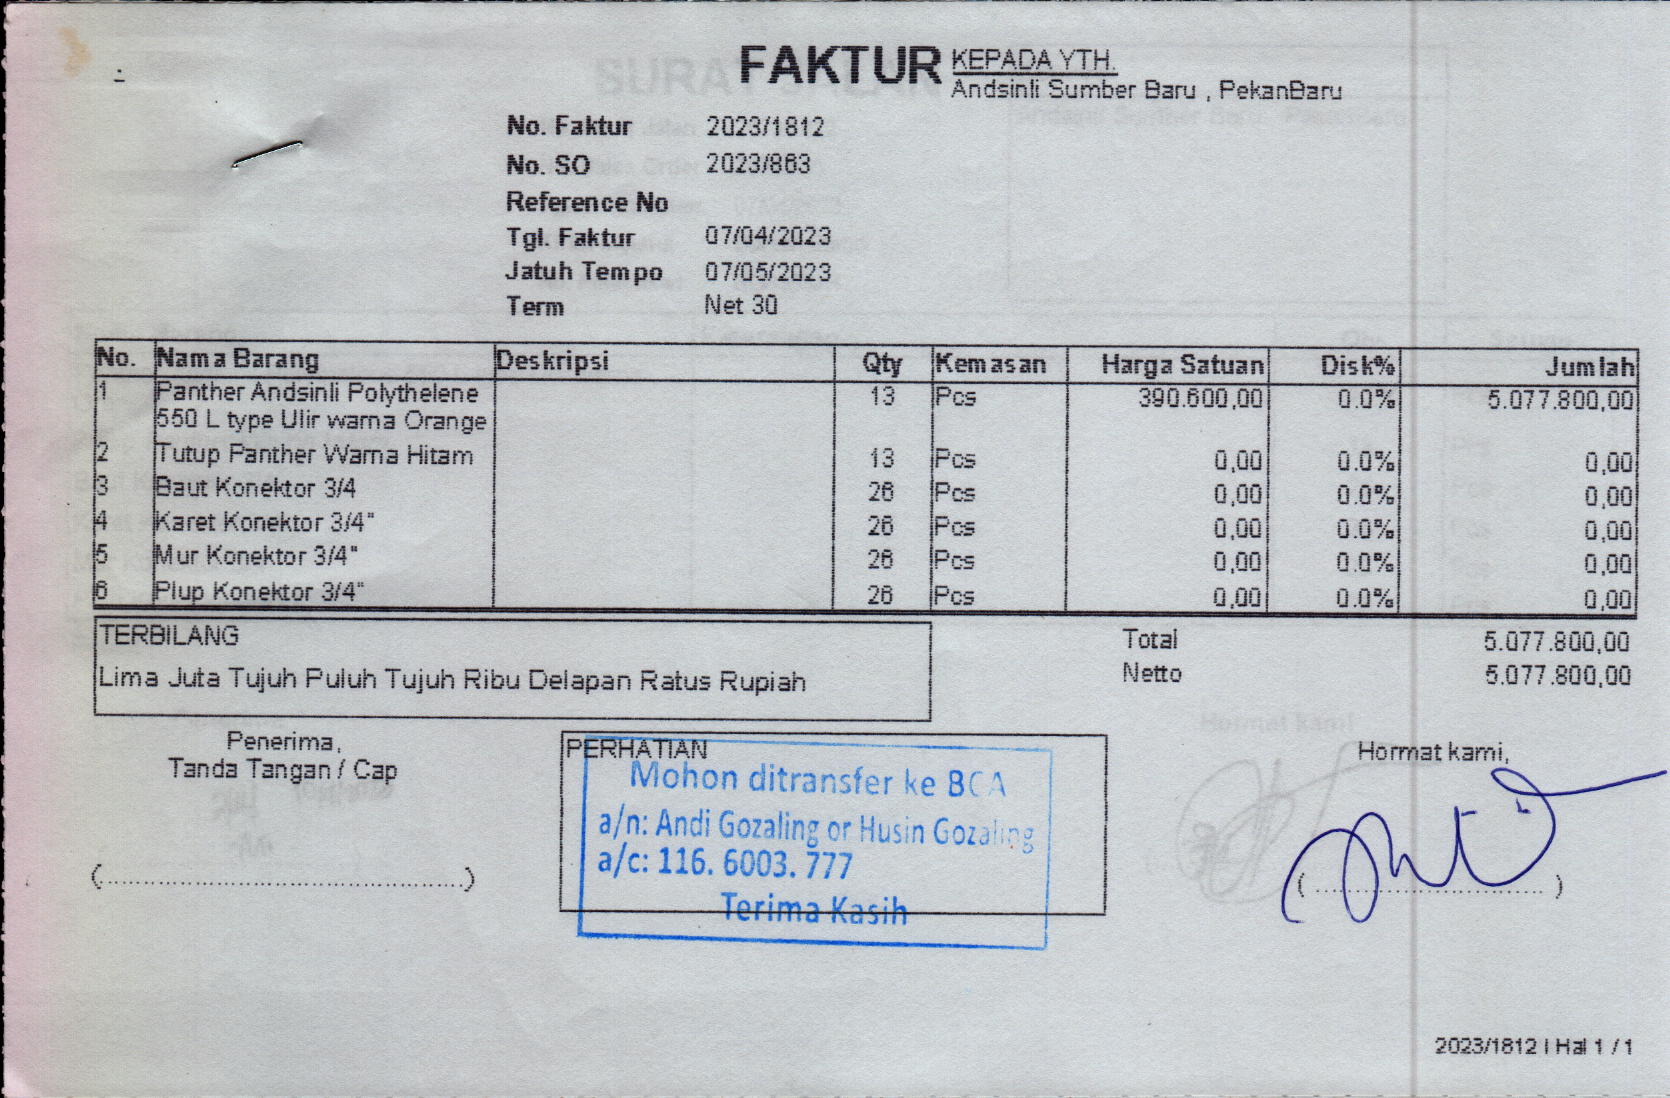 FAKTUR
KEPADA YTH.
Andsinli Sumber Baru , PekanBaru
No. Faktur 2023/1812
No. SO 2023/863
Reference No
Tgl. Faktur 07/04/2023
Jatuh Tempo 07/05/2023
Term Net 30
No. Nama Barang Deskripsi Qty Kemasan Harga Satuan Disk% Jumlah
1 Panther Andsinli Polythelene 13 Pcs 390.600,00 0.0% 5.077.800,00
550 L type Ulir warna Orange
2 Tutup Panther Warna Hitam 13 Pcs 0,00 0.0% 0,00
3 Baut Konektor 3/4 26 Pcs 0,00 0.0% 0,00
4 Karet Konektor 3/4" 26 Pcs 0,00 0.0% 0,00
5 Mur Konektor 3/4" 26 Pcs 0,00 0.0% 0,00
6 Plup Konektor 3/4" 26 Pcs 0,00 0.0% 0,00
TERBILANG
Lima Juta Tujuh Puluh Tujuh Ribu Delapan Ratus Rupiah
Total 5.077.800,00
Netto 5.077.800,00
Penerima,
Tanda Tangan / Cap
(............................................)
PERHATIAN
Mohon ditransfer ke BCA
a/n: Andi Gozaling or Husin Gozaling
a/c: 116. 6003. 777
Terima Kasih
Hormat kami,
(............................)
2023/1812 | Hal 1 / 1